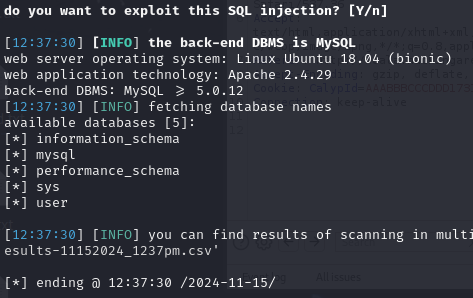 do you want to exploit this SQL injection? [Y/n]
[12:37:30] [INFO] the back-end DBMS is MySQL
web server operating system: Linux Ubuntu 18.04 (bionic)
web application technology: Apache 2.4.29
back-end DBMS: MySQL ≥ 5.0.12
[12:37:30] [INFO] fetching database names
available databases [5]:
[*] information_schema
[*] mysql
[*] performance_schema
[*] sys
[*] user
[12:37:30] [INFO] you can find results of scanning in multi
esults-11152024_1237pm.csv'
[*] ending @ 12:37:30 /2024-11-15/